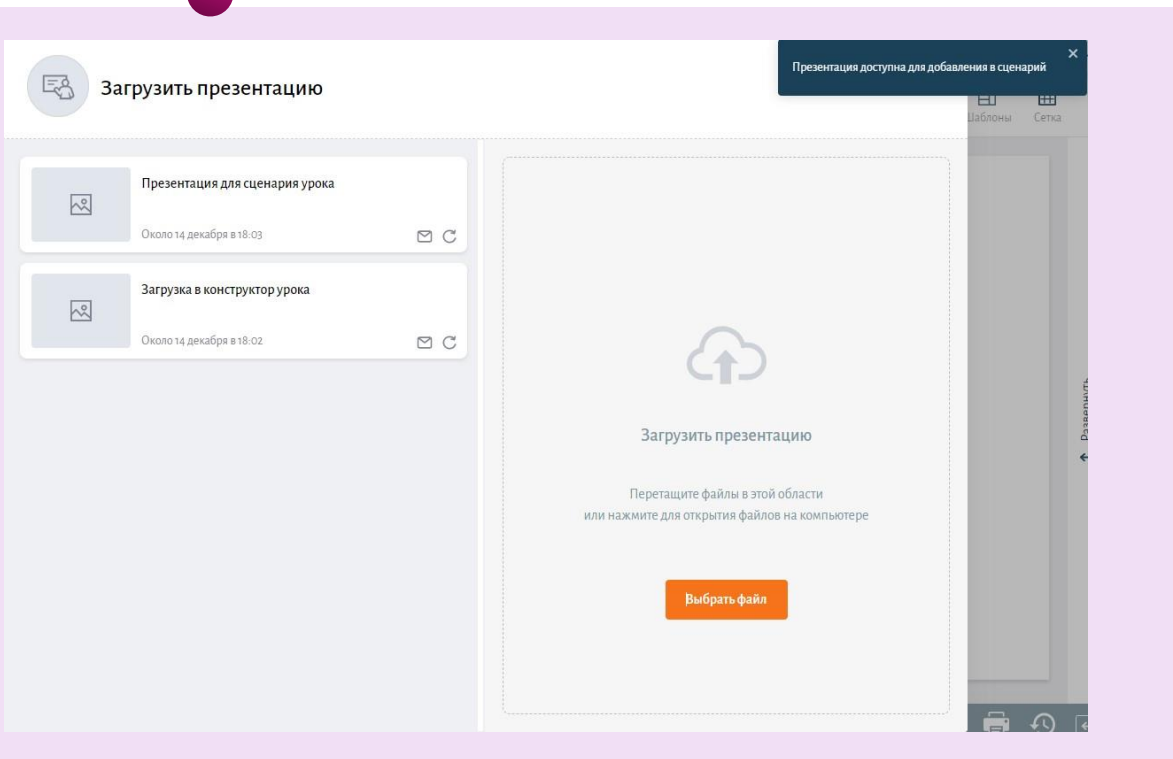 Загрузить презентацию
Презентация доступна для добавления в сценарий
Шаблоны
Сетка
Презентация для сценария урока
Около 14 декабря в 18:03
Загрузка в конструктор урока
Около 14 декабря в 18:02
Загрузить презентацию
Перетащите файлы в этой области
или нажмите для открытия файлов на компьютере
Выбрать файл
Развернуть